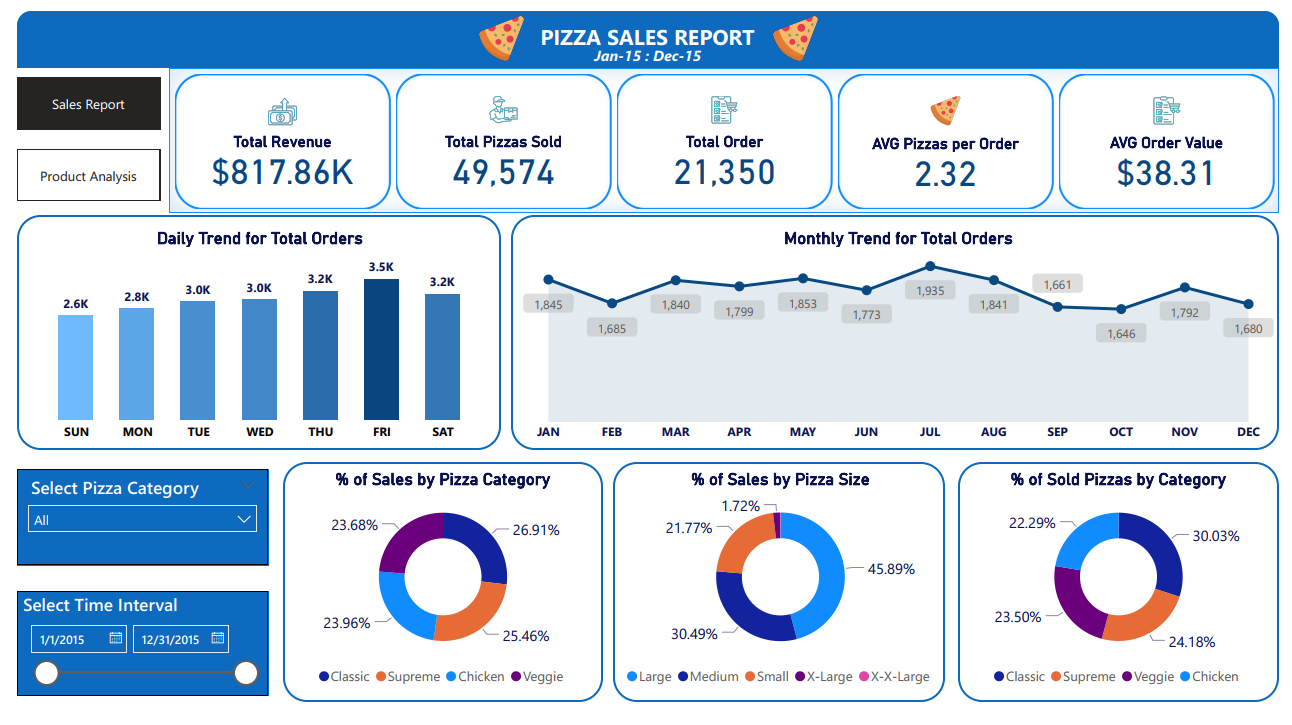 PIZZA SALES REPORT
Jan-15 : Dec-15
Sales Report
Product Analysis
Total Revenue
$817.86K
Total Pizzas Sold
49,574
Total Order
21,350
AVG Pizzas per Order
2.32
AVG Order Value
$38.31
Daily Trend for Total Orders
2.6K 2.8K 3.0K 3.0K 3.2K 3.5K 3.2K
SUN MON TUE WED THU FRI SAT
Monthly Trend for Total Orders
1,845 1,685 1,840 1,799 1,853 1,773 1,935 1,841 1,661 1,646 1,792 1,680
JAN FEB MAR APR MAY JUN JUL AUG SEP OCT NOV DEC
Select Pizza Category
All
Select Time Interval
1/1/2015 12/31/2015
% of Sales by Pizza Category
23.68% 26.91%
23.96% 25.46%
Classic Supreme Chicken Veggie
% of Sales by Pizza Size
1.72%
21.77%
45.89%
30.49%
Large Medium Small X-Large X-X-Large
% of Sold Pizzas by Category
22.29% 30.03%
23.50% 24.18%
Classic Supreme Veggie Chicken